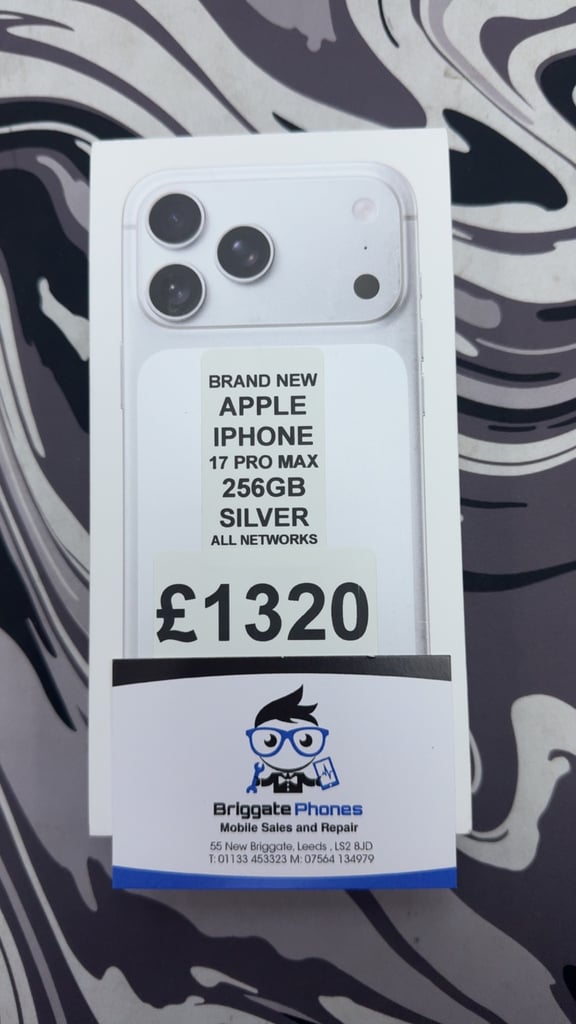 BRAND NEW
APPLE
IPHONE
17 PRO MAX
256GB
SILVER
ALL NETWORKS
£1320
Briggate Phones
Mobile Sales and Repair
55 New Briggate, Leeds , LS2 8JD
T: 01133 453323 M: 07564 134979